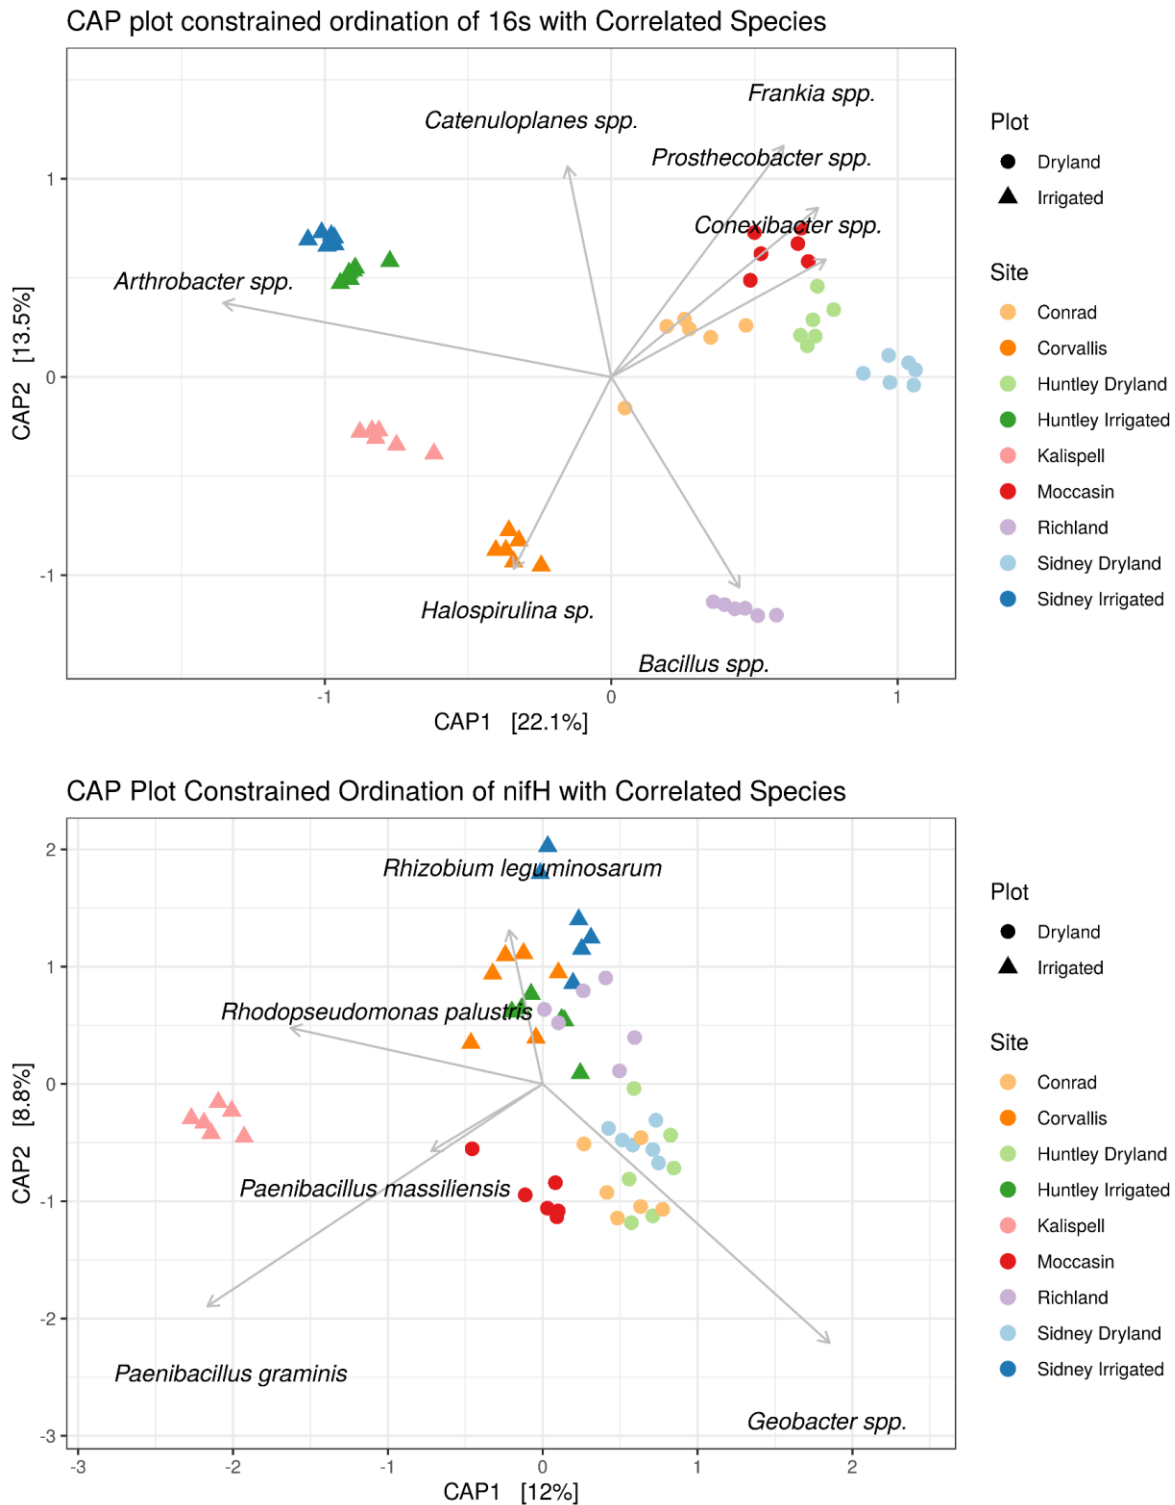 CAP plot constrained ordination of 16s with Correlated Species
Frankia spp.
Catenuloplanes spp.
Prosthecobacter spp.
Conexibacter spp.
Arthrobacter spp.
Halospirulina sp.
Bacillus spp.
1
0
-1
CAP2 [13.5%]
-1
0
1
CAP1 [22.1%]
Plot
Dryland
Irrigated
Site
Conrad
Corvallis
Huntley Dryland
Huntley Irrigated
Kalispell
Moccasin
Richland
Sidney Dryland
Sidney Irrigated
CAP Plot Constrained Ordination of nifH with Correlated Species
Rhizobium leguminosarum
Rhodopseudomonas palustris
Paenibacillus massiliensis
Paenibacillus graminis
Geobacter spp.
2
1
0
-1
-2
-3
CAP2 [8.8%]
-3
-2
-1
0
1
2
CAP1 [12%]
Plot
Dryland
Irrigated
Site
Conrad
Corvallis
Huntley Dryland
Huntley Irrigated
Kalispell
Moccasin
Richland
Sidney Dryland
Sidney Irrigated